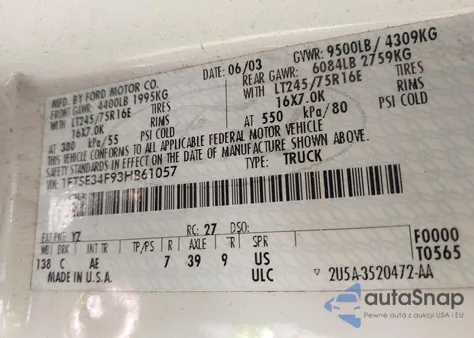 MFD. BY FORD MOTOR CO.
DATE: 06/03
GVWR: 9500LB / 4309KG
FRONT GAWR: 4400LB 1995KG
REAR GAWR: 6084LB 2759KG
WITH LT245/75R16E TIRES
WITH LT245/75R16E TIRES
16X7.0K
16X7.0K
AT 380 kPa/55 PSI COLD
AT 550 kPa/80 PSI COLD
THIS VEHICLE CONFORMS TO ALL APPLICABLE FEDERAL MOTOR VEHICLE
SAFETY STANDARDS IN EFFECT ON THE DATE OF MANUFACTURE SHOWN ABOVE.
1FTSE34F93HB61057
TYPE: TRUCK
EXT PNT: YZ RC: 27 DSO:
WB BRK INT TR TP/PS R AXLE TR SPR
138 C AE 7 39 9 US
F0000
T0565
MADE IN U.S.A.
ULC
▽ 2U5A-3520472-AA
autoSnap
Pewne auta z USA i EU